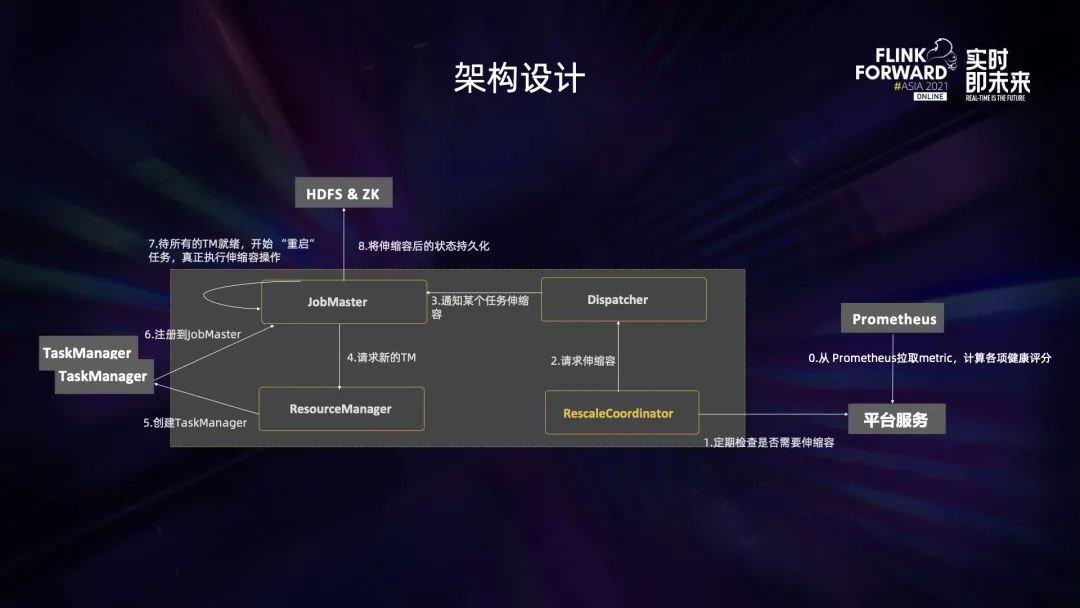 架构设计
FLINK
FORWARD
#ASIA 2021
ONLINE
实时
即未来
REAL-TIME IS THE FUTURE
HDFS & ZK
7.待所有的TM就绪，开始 “重启”
任务，真正执行伸缩容操作
8.将伸缩容后的状态持久化
JobMaster
3.通知某个任务伸缩
容
Dispatcher
Prometheus
6.注册到JobMaster
TaskManager
TaskManager
4.请求新的TM
2.请求伸缩容
0.从 Prometheus拉取metric，计算各项健康评分
ResourceManager
RescaleCoordinator
平台服务
5.创建TaskManager
1.定期检查是否需要伸缩容